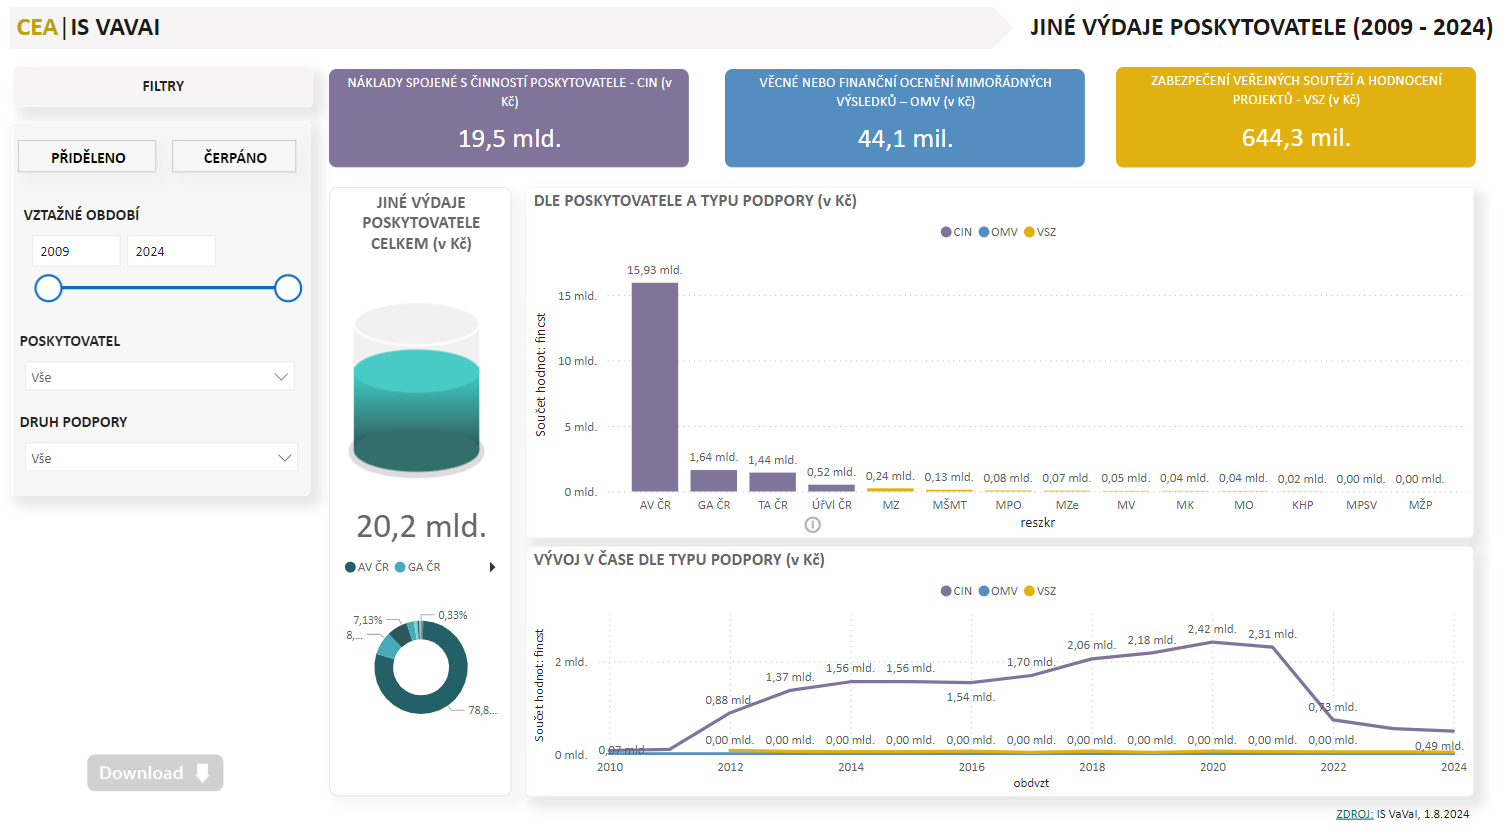 CEA|IS VAVAI
JINÉ VÝDAJE POSKYTOVATELE (2009 - 2024)
FILTRY
PŘIDĚLENO
ČERPÁNO
VZTAŽNÉ OBDOBÍ
2009
2024
POSKYTOVATEL
Vše
DRUH PODPORY
Vše
Download
NÁKLADY SPOJENÉ S ČINNOSTÍ POSKYTOVATELE - CIN (v
Kč)
19,5 mld.
VĚCNÉ NEBO FINANČNÍ OCENĚNÍ MIMOŘÁDNÝCH
VÝSLEDKŮ – OMV (v Kč)
44,1 mil.
ZABEZPEČENÍ VEŘEJNÝCH SOUTĚŽÍ A HODNOCENÍ
PROJEKTŮ - VSZ (v Kč)
644,3 mil.
JINÉ VÝDAJE
POSKYTOVATELE
CELKEM (v Kč)
20,2 mld.
AV ČR GA ČR
0,33%
7,13%
8,...
78,8...
DLE POSKYTOVATELE A TYPU PODPORY (v Kč)
CIN OMV VSZ
Součet hodnot: fincst
15 mld.
10 mld.
5 mld.
0 mld.
15,93 mld.
1,64 mld.
1,44 mld.
0,52 mld.
0,24 mld.
0,13 mld.
0,08 mld.
0,07 mld.
0,05 mld.
0,04 mld.
0,04 mld.
0,02 mld.
0,00 mld.
0,00 mld.
AV ČR GA ČR TA ČR ÚřVl ČR MZ MŠMT MPO MZe MV MK MO KHP MPSV MŽP
reszkr
VÝVOJ V ČASE DLE TYPU PODPORY (v Kč)
CIN OMV VSZ
Součet hodnot: fincst
2 mld.
0 mld.
0,07 mld.
0,88 mld.
1,37 mld.
1,56 mld.
1,56 mld.
1,54 mld.
1,70 mld.
2,06 mld.
2,18 mld.
2,42 mld.
2,31 mld.
0,73 mld.
0,49 mld.
0,00 mld. 0,00 mld. 0,00 mld. 0,00 mld. 0,00 mld. 0,00 mld. 0,00 mld. 0,00 mld. 0,00 mld. 0,00 mld. 0,00 mld.
2010 2012 2014 2016 2018 2020 2022 2024
obdvzt
ZDROJ: IS VaVaI, 1.8.2024